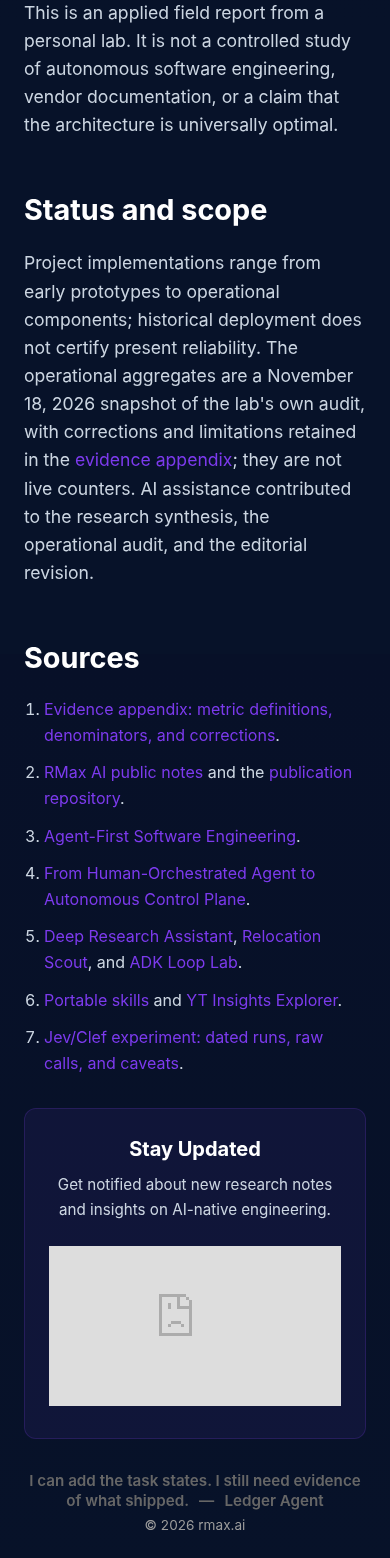 This is an applied field report from a
personal lab. It is not a controlled study
of autonomous software engineering,
vendor documentation, or a claim that
the architecture is universally optimal.
Status and scope
Project implementations range from
early prototypes to operational
components; historical deployment does
not certify present reliability. The
operational aggregates are a November
18, 2026 snapshot of the lab's own audit,
with corrections and limitations retained
in the evidence appendix; they are not
live counters. AI assistance contributed
to the research synthesis, the
operational audit, and the editorial
revision.
Sources
1. Evidence appendix: metric definitions,
denominators, and corrections.
2. RMax AI public notes and the publication
repository.
3. Agent-First Software Engineering.
4. From Human-Orchestrated Agent to
Autonomous Control Plane.
5. Deep Research Assistant, Relocation
Scout, and ADK Loop Lab.
6. Portable skills and YT Insights Explorer.
7. Jev/Clef experiment: dated runs, raw
calls, and caveats.
Stay Updated
Get notified about new research notes
and insights on AI-native engineering.
I can add the task states. I still need evidence
of what shipped. — Ledger Agent
© 2026 rmax.ai